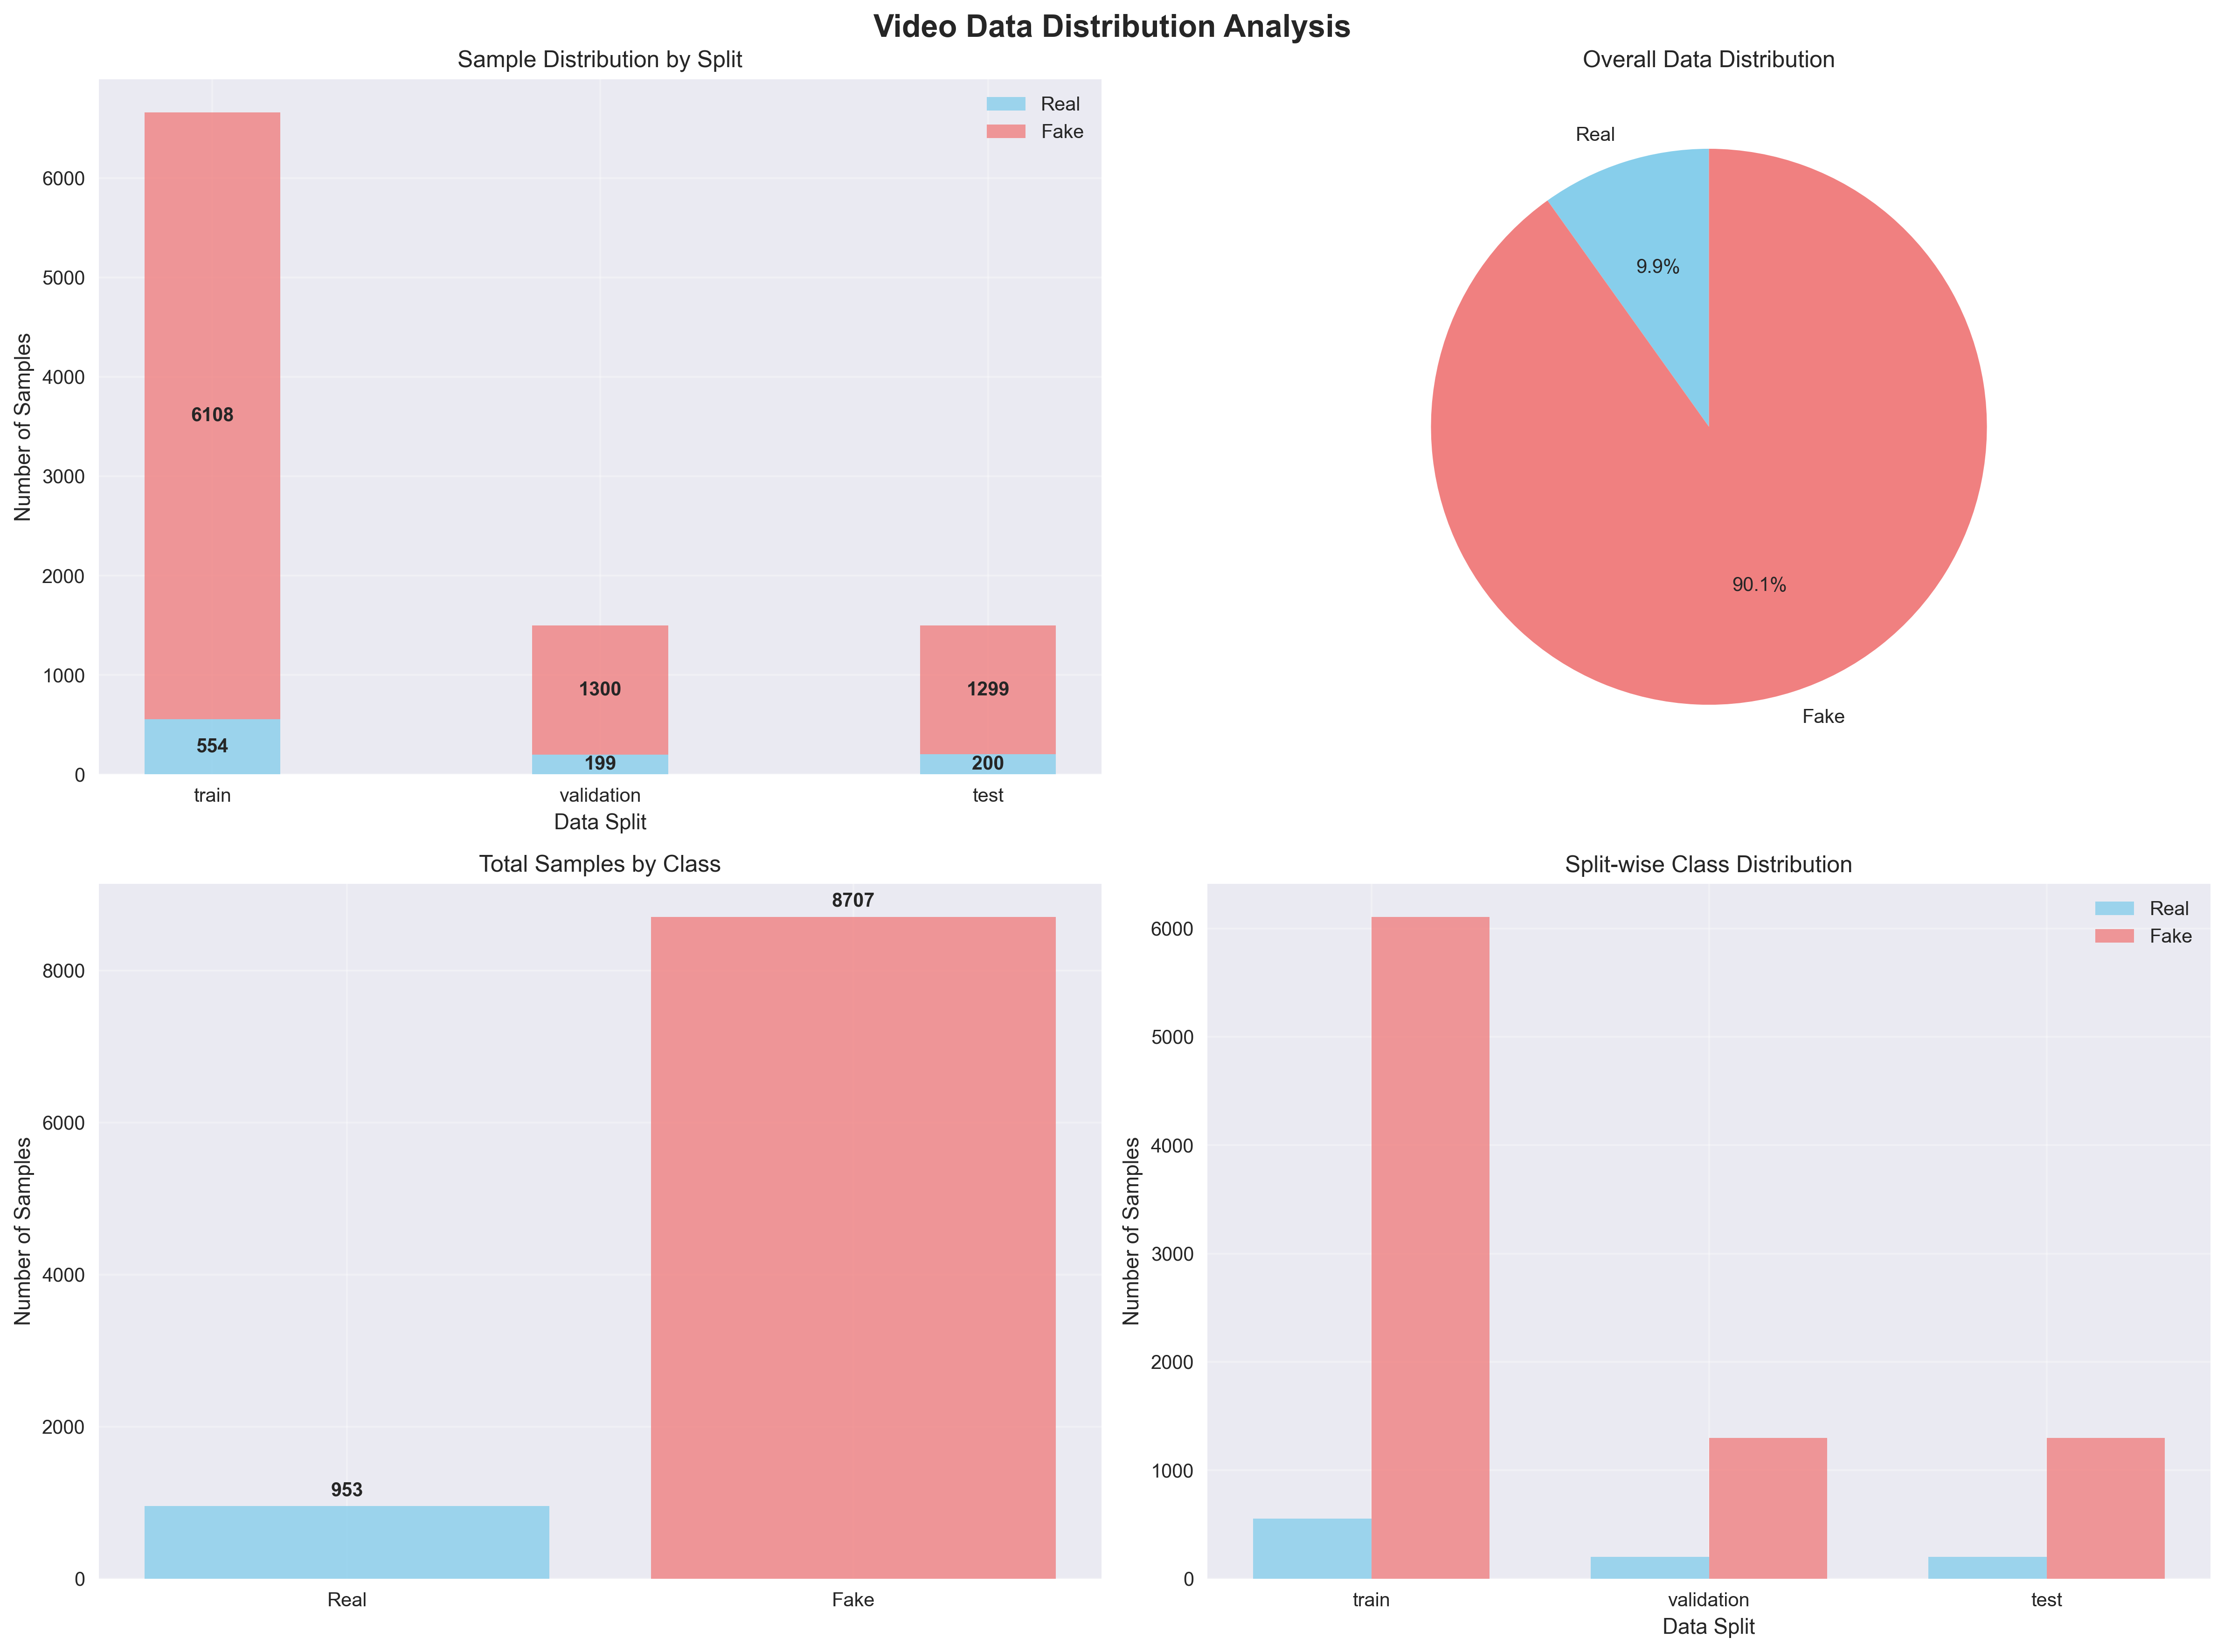 Video Data Distribution Analysis
Sample Distribution by Split
Number of Samples
6000
5000
4000
3000
2000
1000
0
Real
Fake
6108
554
1300
199
1299
200
train
validation
test
Data Split
Overall Data Distribution
Real
9.9%
90.1%
Fake
Total Samples by Class
Number of Samples
8000
6000
4000
2000
0
953
8707
Real
Fake
Split-wise Class Distribution
Number of Samples
6000
5000
4000
3000
2000
1000
0
Real
Fake
train
validation
test
Data Split